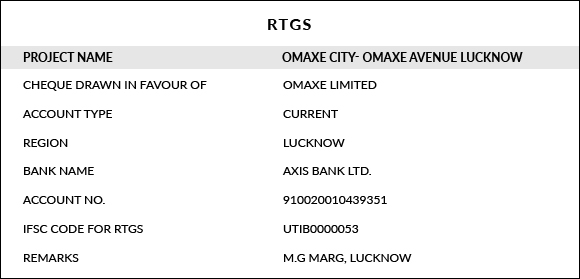 RTGS
PROJECT NAME OMAXE CITY- OMAXE AVENUE LUCKNOW
CHEQUE DRAWN IN FAVOUR OF OMAXE LIMITED
ACCOUNT TYPE CURRENT
REGION LUCKNOW
BANK NAME AXIS BANK LTD.
ACCOUNT NO. 910020010439351
IFSC CODE FOR RTGS UTIB0000053
REMARKS M.G MARG, LUCKNOW